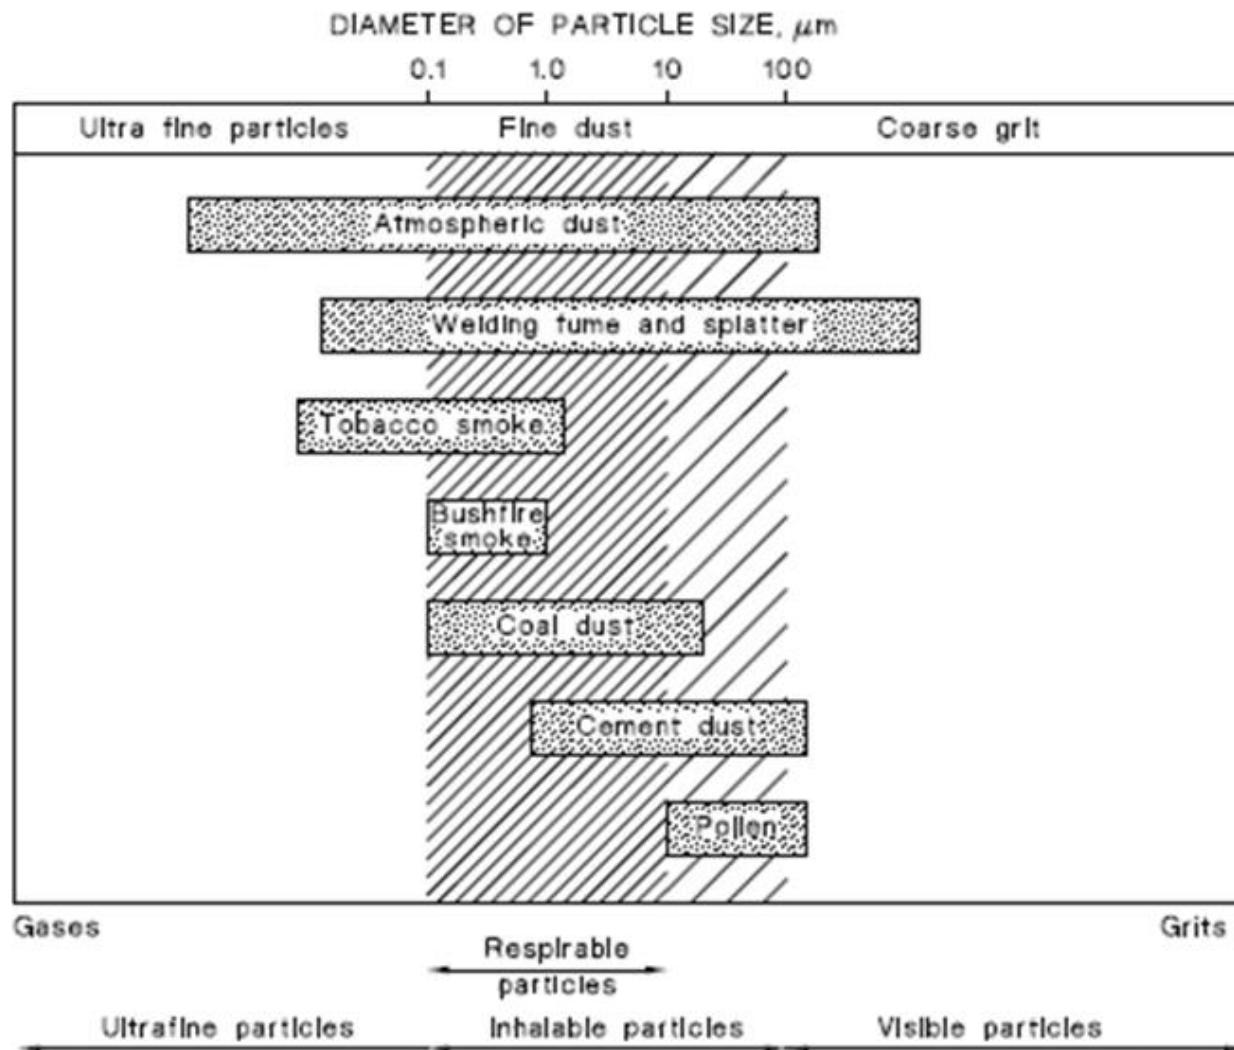 DIAMETER OF PARTICLE SIZE, μm
0.1 1.0 10 100
Ultra fine particles Fine dust Coarse grit
Atmospheric dust
Welding fume and splatter
Tobacco smoke
Bushfire
smoke
Coal dust
Cement dust
Pollen
Gases Grits
Respirable
particles
Ultrafine particles Inhalable particles Visible particles